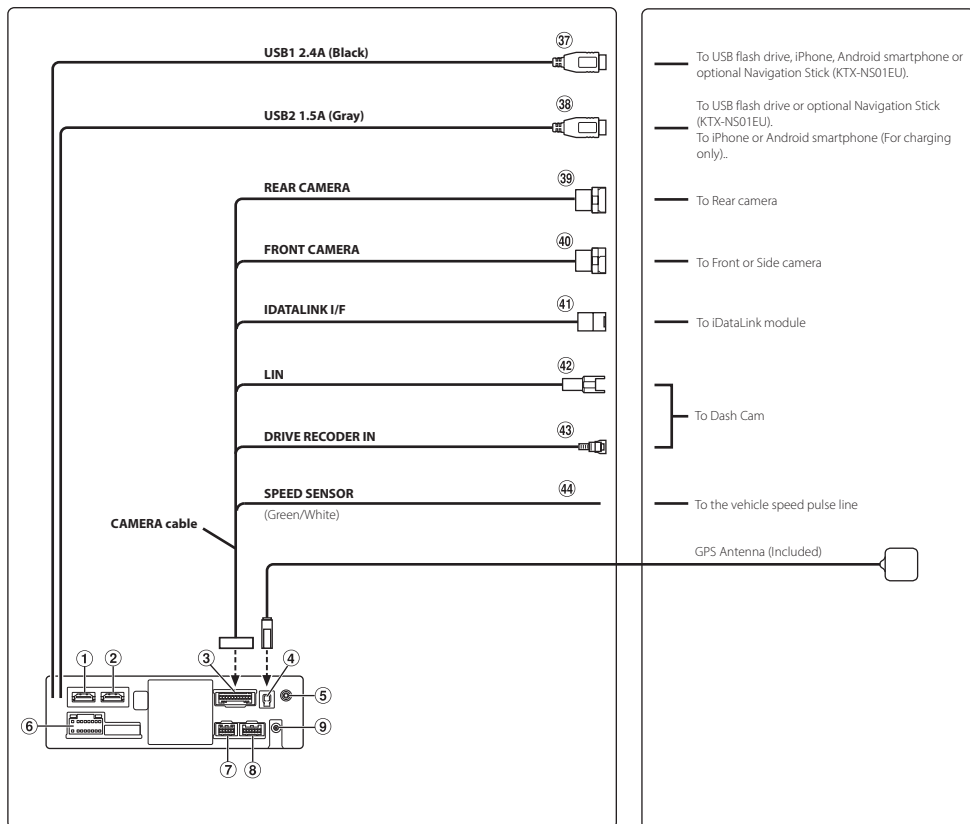 USB1 2.4A (Black)
㊲
To USB flash drive, iPhone, Android smartphone or
optional Navigation Stick (KTX-NS01EU).
USB2 1.5A (Gray)
㊳
To USB flash drive or optional Navigation Stick
(KTX-NS01EU).
To iPhone or Android smartphone (For charging
only)..
REAR CAMERA
㊴
To Rear camera
FRONT CAMERA
㊵
To Front or Side camera
IDATALINK I/F
㊶
To iDataLink module
LIN
㊷
To Dash Cam
DRIVE RECODER IN
㊸
SPEED SENSOR
(Green/White)
㊹
To the vehicle speed pulse line
CAMERA cable
GPS Antenna (Included)
①
②
③
④
⑤
⑥
⑦
⑧
⑨